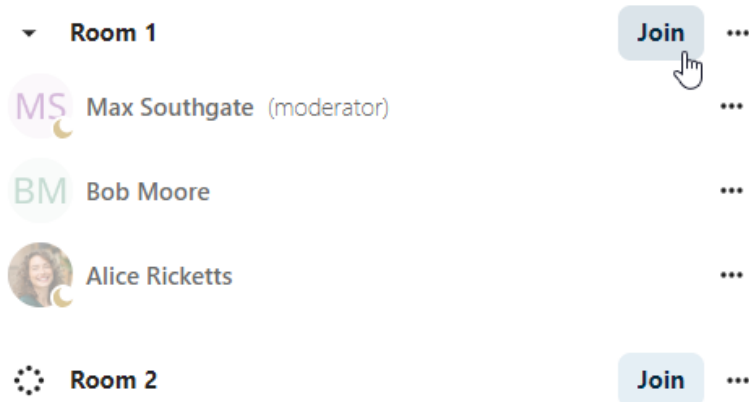 Room 1 Join
MS Max Southgate (moderator)
BM Bob Moore
Alice Ricketts
Room 2 Join